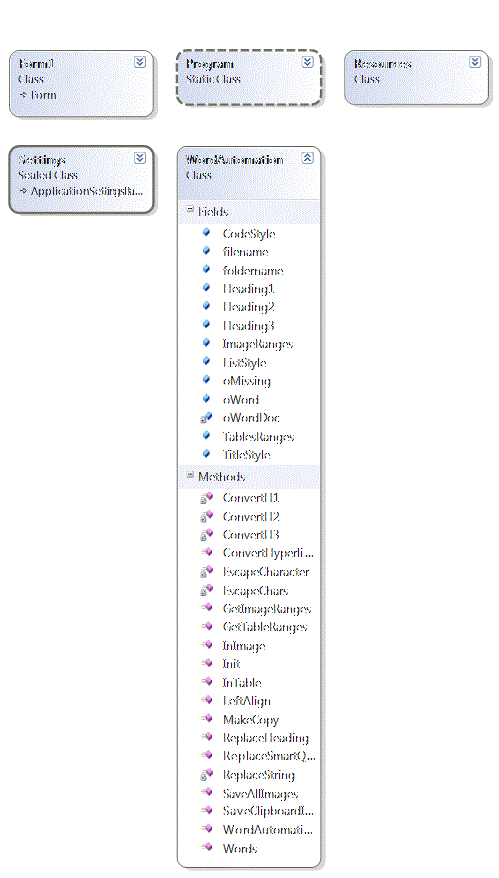 Form1
Class
Form
Program
Static Class
Resources
Class
Settings
Sealed Class
ApplicationSettingsBa...
WordAutomation
Class
Fields
CodeStyle
filename
foldername
Heading1
Heading2
Heading3
ImageRanges
ListStyle
oMissing
oWord
oWordDoc
TablesRanges
TitleStyle
Methods
ConvertH1
ConvertH2
ConvertH3
ConvertHyperli...
EscapeCharacter
EscapeChars
GetImageRanges
GetTableRanges
InImage
Init
InTable
LeftAlign
MakeCopy
ReplaceHeading
ReplaceSmartQ...
ReplaceString
SaveAllImages
SaveClipboardI...
WordAutomati...
Words